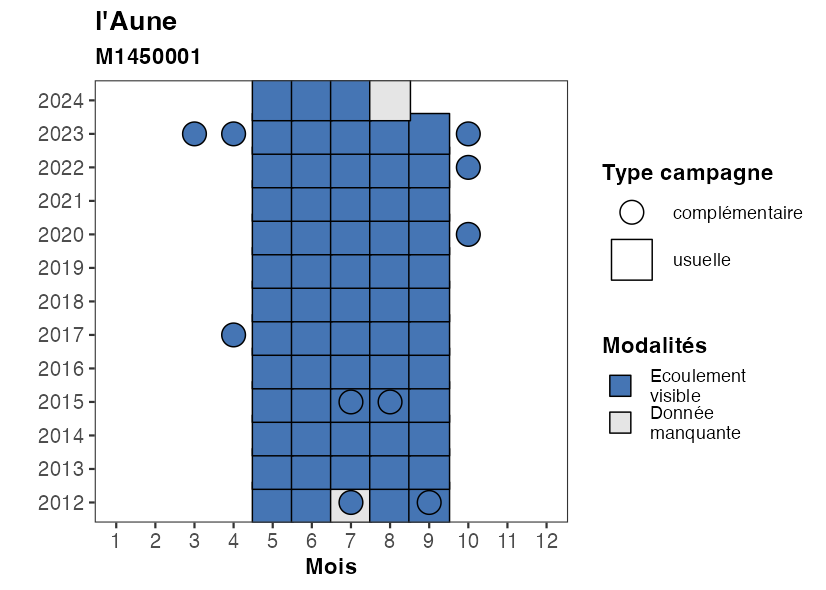 l'Aune
M1450001
2024
2023
2022
2021
2020
2019
2018
2017
2016
2015
2014
2013
2012
1 2 3 4 5 6 7 8 9 10 11 12
Mois
Type campagne
complémentaire
usuelle
Modalités
Ecoulement
visible
Donnée
manquante